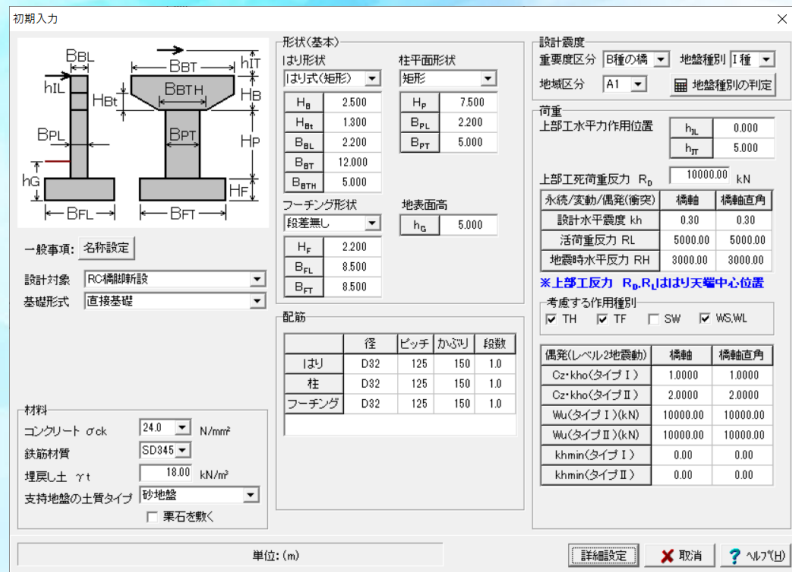 初期入力
BBL
hIL
HBt
BPL
hG
BFL
BBT
hIT
BBTH
HB
BPT
HP
HF
BFT
一般事項: 名称設定
設計対象 RC橋脚新設
基礎形式 直接基礎
材料
コンクリート σck 24.0 N/mm²
鉄筋材質 SD345
埋戻し土 γt 18.00 kN/m³
支持地盤の土質タイプ 砂地盤
栗石を敷く
形状(基本)
はり形状
はり式(矩形)
HB 2.500
HBt 1.300
BBL 2.200
BBT 12.000
BBTH 5.000
柱平面形状
矩形
HP 7.500
BPL 2.200
BPT 5.000
フーチング形状
段差無し
HF 2.200
BFL 8.500
BFT 8.500
地表面高
hG 5.000
配筋
径 ピッチ かぶり 段数
はり D32 125 150 1.0
柱 D32 125 150 1.0
フーチング D32 125 150 1.0
設計震度
重要度区分 B種の橋 地盤種別 I種
地域区分 A1 地盤種別の判定
荷重
上部工水平力作用位置 hIL 0.000
hIT 5.000
上部工死荷重反力 RD 10000.00 kN
永続/変動/偶発(衝突) 橋軸 橋軸直角
設計水平震度 kh 0.30 0.30
活荷重反力 RL 5000.00 5000.00
地震時水平反力 RH 3000.00 3000.00
※上部工反力 RD,RLははり天端中心位置
考慮する作用種別
TH TF SW WS,WL
偶発(レベル2地震動) 橋軸 橋軸直角
Cz・kho(タイプⅠ) 1.0000 1.0000
Cz・kho(タイプⅡ) 2.0000 2.0000
Wu(タイプⅠ)(kN) 10000.00 10000.00
Wu(タイプⅡ)(kN) 10000.00 10000.00
khmin(タイプⅠ) 0.00 0.00
khmin(タイプⅡ) 0.00 0.00
単位: (m)
詳細設定 取消 ヘルプ(H)